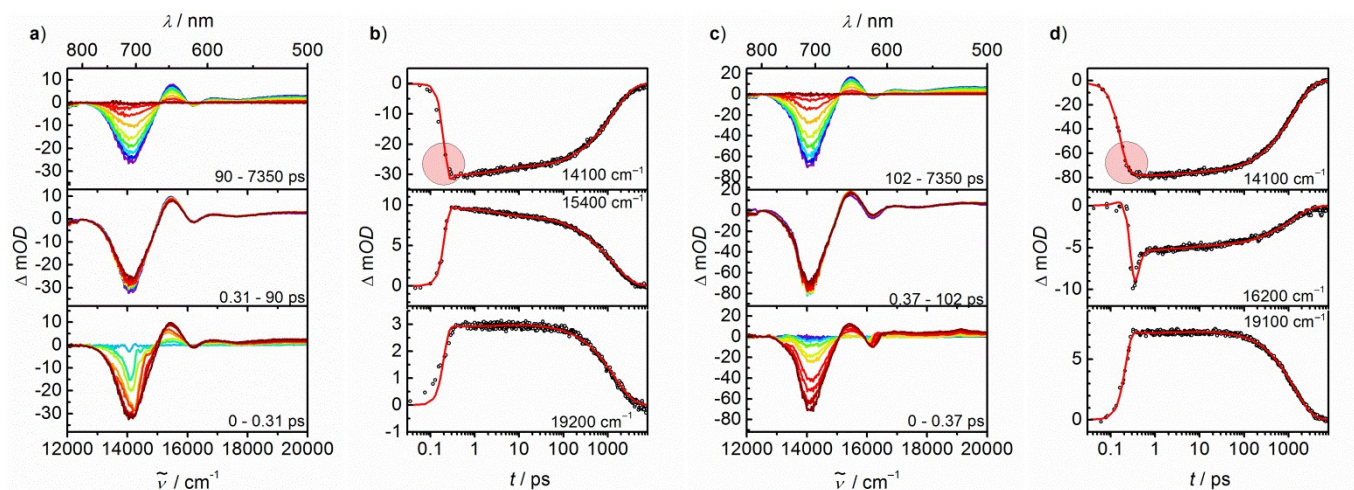 λ / nm
a)
800 700 600 500
10
0
-10
-20
-30
90 - 7350 ps
10
0
-10
-20
-30
0.31 - 90 ps
10
0
-10
-20
-30
0 - 0.31 ps
12000 14000 16000 18000 20000
ν̃ / cm⁻¹
Δ mOD
b)
0
-10
-20
-30
14100 cm⁻¹
10
5
0
15400 cm⁻¹
3
2
1
0
-1
19200 cm⁻¹
0.1 1 10 100 1000
t / ps
Δ mOD
λ / nm
c)
800 700 600 500
20
0
-20
-40
-60
-80
102 - 7350 ps
20
0
-20
-40
-60
-80
0.37 - 102 ps
20
0
-20
-40
-60
-80
0 - 0.37 ps
12000 14000 16000 18000 20000
ν̃ / cm⁻¹
Δ mOD
d)
0
-20
-40
-60
-80
14100 cm⁻¹
0
-5
-10
16200 cm⁻¹
5
0
19100 cm⁻¹
0.1 1 10 100 1000
t / ps
Δ mOD